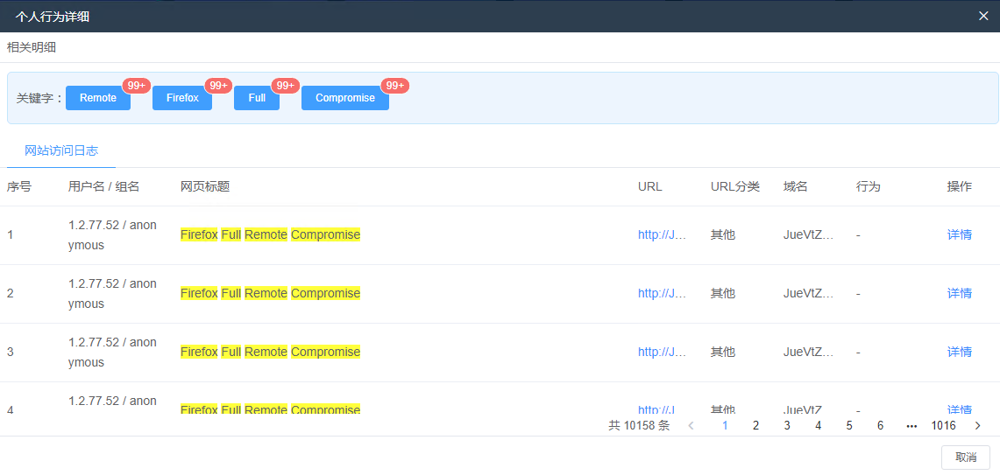 个人行为详细
相关明细
关键字：
Remote 99+ Firefox 99+ Full 99+ Compromise 99+
网站访问日志
序号 用户名 / 组名 网页标题 URL URL分类 域名 行为 操作
1 1.2.77.52 / anon
ymous Firefox Full Remote Compromise http://J... 其他 JueVtZ... - 详情
2 1.2.77.52 / anon
ymous Firefox Full Remote Compromise http://J... 其他 JueVtZ... - 详情
3 1.2.77.52 / anon
ymous Firefox Full Remote Compromise http://J... 其他 JueVtZ... - 详情
4 1.2.77.52 / anon
Firefox Full Remote Compromise http://J... 其他 JueVtZ... - 详情
共 10158 条 < 1 2 3 4 5 6 ••• 1016 >
取消